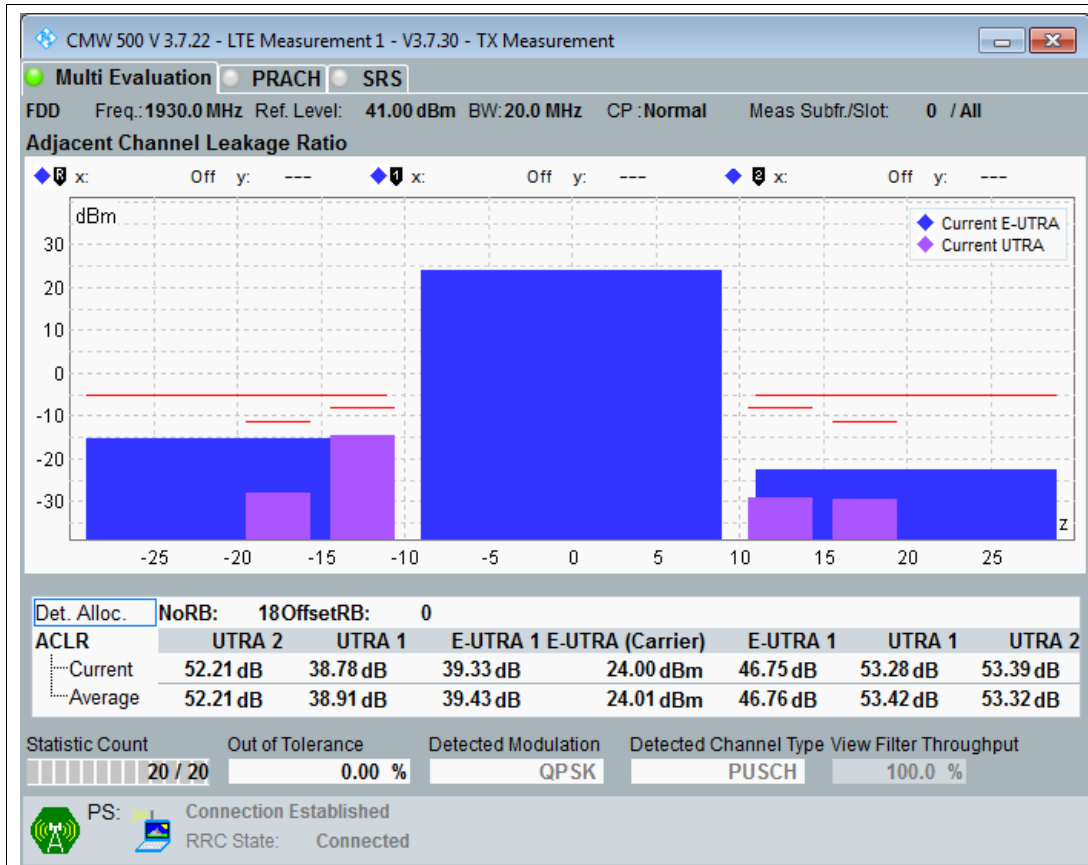 CMW 500 V 3.7.22 - LTE Measurement 1 - V3.7.30 - TX Measurement
Multi Evaluation PRACH SRS
FDD Freq.: 1930.0 MHz Ref. Level: 41.00 dBm BW: 20.0 MHz CP : Normal Meas Subfr./Slot: 0 / All
Adjacent Channel Leakage Ratio
R x: Off y: --- 1 x: Off y: --- 2 x: Off y: ---
dBm
Current E-UTRA
Current UTRA
30
20
10
0
-10
-20
-30
z
-25 -20 -15 -10 -5 0 5 10 15 20 25
Det. Alloc. NoRB: 18 OffsetRB: 0
ACLR UTRA 2 UTRA 1 E-UTRA 1 E-UTRA (Carrier) E-UTRA 1 UTRA 1 UTRA 2
Current 52.21 dB 38.78 dB 39.33 dB 24.00 dBm 46.75 dB 53.28 dB 53.39 dB
Average 52.21 dB 38.91 dB 39.43 dB 24.01 dBm 46.76 dB 53.42 dB 53.32 dB
Statistic Count Out of Tolerance Detected Modulation Detected Channel Type View Filter Throughput
20 / 20 0.00 % QPSK PUSCH 100.0 %
PS: Connection Established
RRC State: Connected